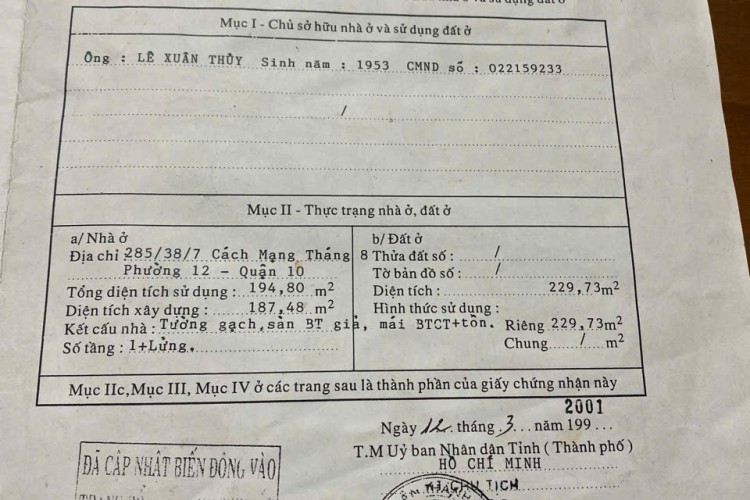 Mục I - Chủ sở hữu nhà ở và sử dụng đất ở
Ông : LÊ XUÂN THỦY Sinh năm : 1953 CMND số : 022159233
/
Mục II - Thực trạng nhà ở, đất ở
a/ Nhà ở
Địa chỉ 285/38/7 Cách Mạng Tháng 8
Phường 12 - Quận 10
Tổng diện tích sử dụng : 194,80 m2
Diện tích xây dựng : 187,48 m2
Kết cấu nhà : Tường gạch,sàn BT giả, mái BTCT+tôn.
Số tầng : 1+Lửng.
b/ Đất ở
Thửa đất số : /
Tờ bản đồ số : /
Diện tích : 229,73m2
Hình thức sử dụng :
Riêng 229,73m2
Chung / m2
Mục IIc,Mục III, Mục IV ở các trang sau là thành phần của giấy chứng nhận này
2001
Ngày 12 tháng 3 năm 199...
T.M Uỷ ban Nhân dân Tỉnh ( Thành phố )
HỒ CHÍ MINH
CHỦ TỊCH
ĐÃ CẬP NHẬT BIẾN ĐỘNG VÀO